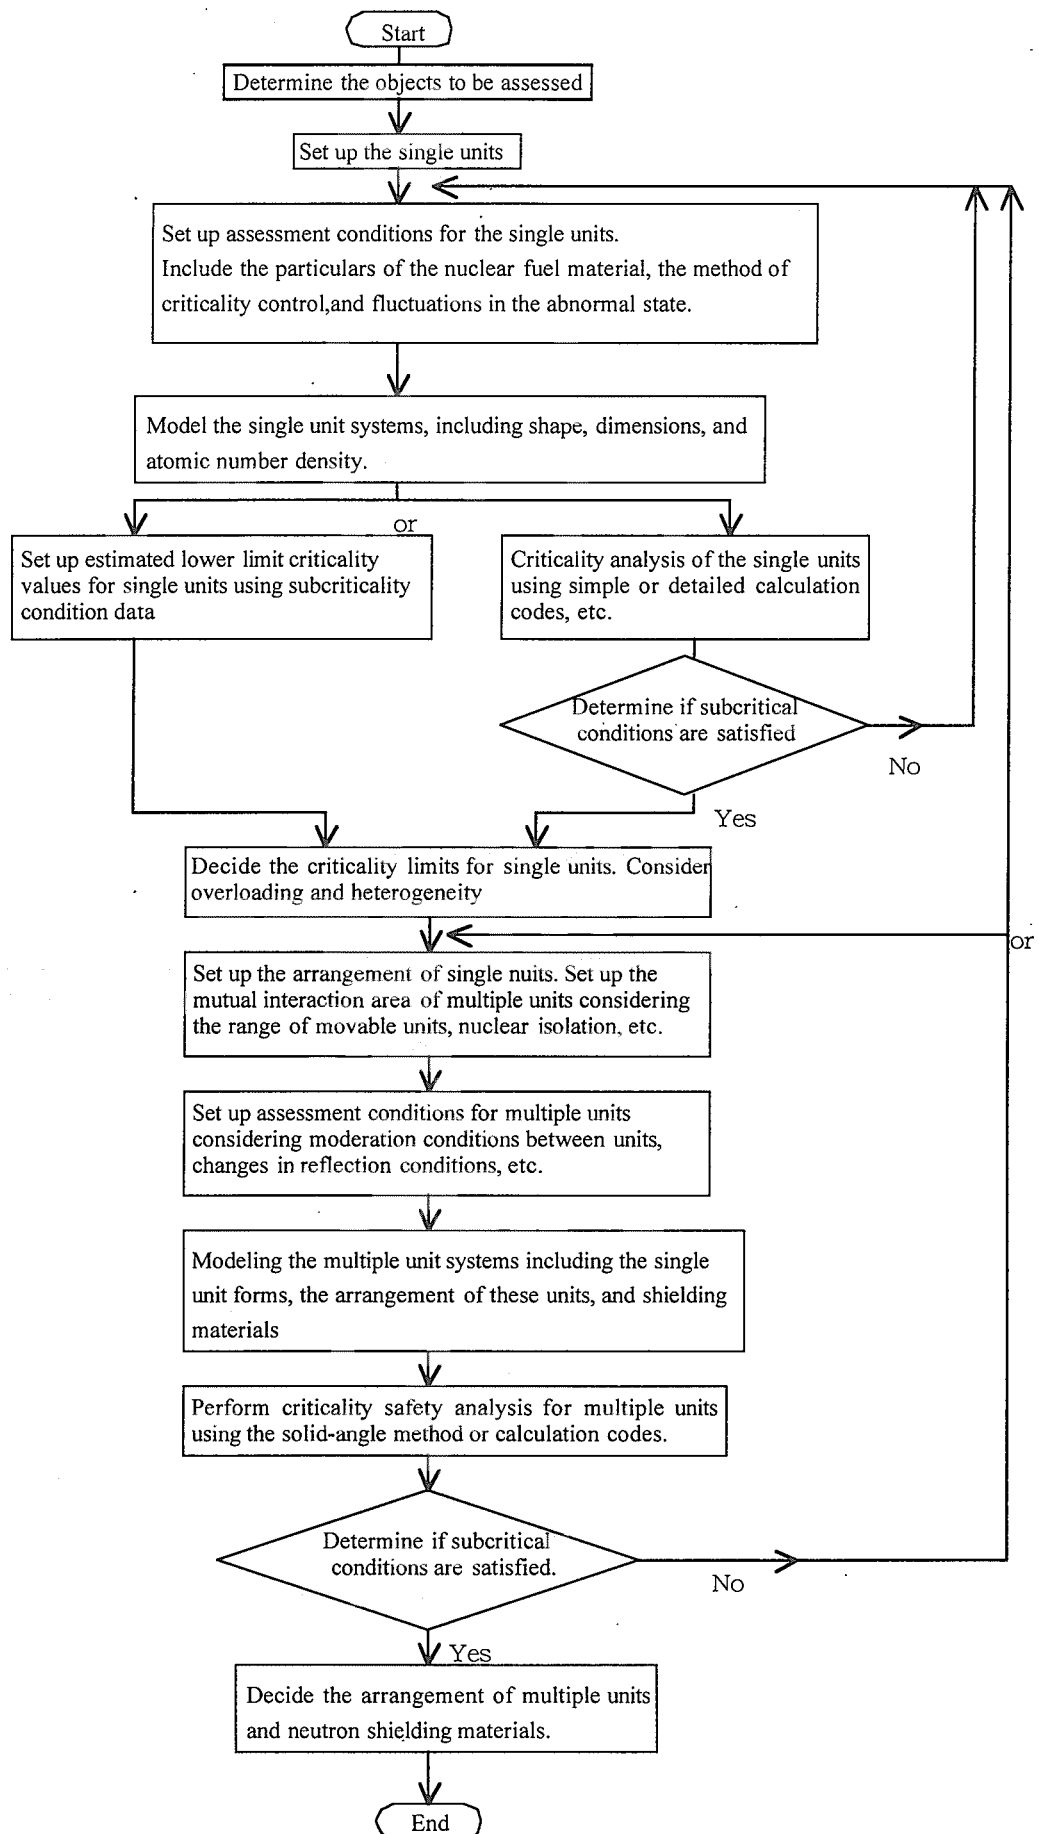 Start
Determine the objects to be assessed
Set up the single units
Set up assessment conditions for the single units.
Include the particulars of the nuclear fuel material, the method of
criticality control,and fluctuations in the abnormal state.
Model the single unit systems, including shape, dimensions, and
atomic number density.
or
Set up estimated lower limit criticality
values for single units using subcriticality
condition data
Criticality analysis of the single units
using simple or detailed calculation
codes, etc.
Determine if subcritical
conditions are satisfied
No
Yes
Decide the criticality limits for single units. Consider
overloading and heterogeneity
or
Set up the arrangement of single nuits. Set up the
mutual interaction area of multiple units considering
the range of movable units, nuclear isolation, etc.
Set up assessment conditions for multiple units
considering moderation conditions between units,
changes in reflection conditions, etc.
Modeling the multiple unit systems including the single
unit forms, the arrangement of these units, and shielding
materials
Perform criticality safety analysis for multiple units
using the solid-angle method or calculation codes.
Determine if subcritical
conditions are satisfied.
No
Yes
Decide the arrangement of multiple units
and neutron shielding materials.
End